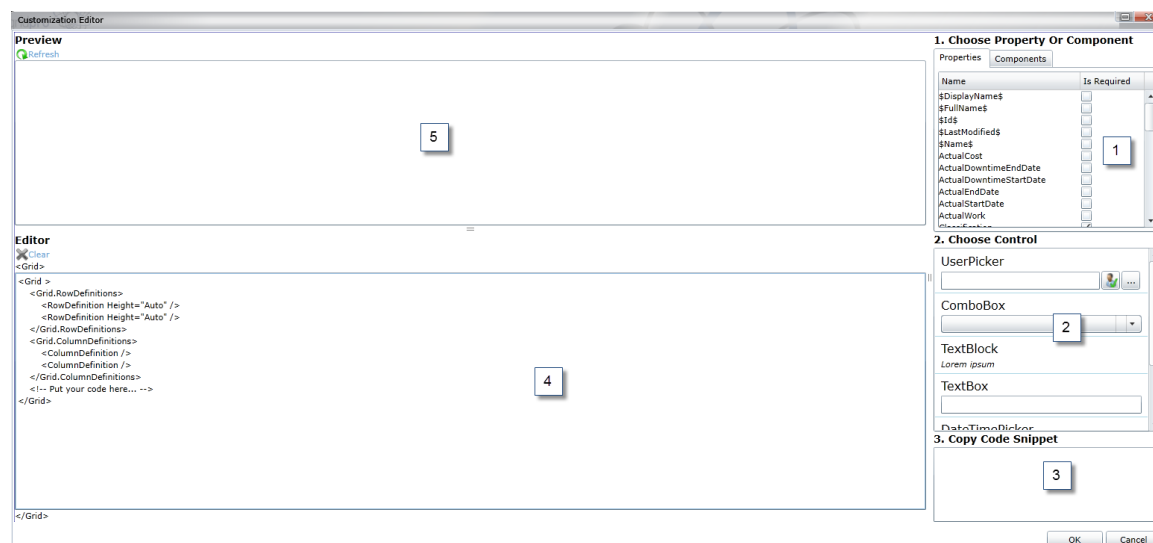 Customization Editor
Preview
Refresh
5
Editor
Clear
<Grid>
<Grid >
<Grid.RowDefinitions>
<RowDefinition Height="Auto" />
<RowDefinition Height="Auto" />
</Grid.RowDefinitions>
<Grid.ColumnDefinitions>
<ColumnDefinition />
<ColumnDefinition />
</Grid.ColumnDefinitions>
<!-- Put your code here... -->
</Grid>
4
</Grid>
1. Choose Property Or Component
Properties Components
Name Is Required
$DisplayName$
$FullName$
$Id$
$LastModified$
$Name$
ActualCost
ActualDowntimeEndDate
ActualDowntimeStartDate
ActualEndDate
ActualStartDate
ActualWork
Classification
1
2. Choose Control
UserPicker
...
ComboBox
2
TextBlock
Lorem ipsum
TextBox
DateTimePicker
3. Copy Code Snippet
3
OK Cancel